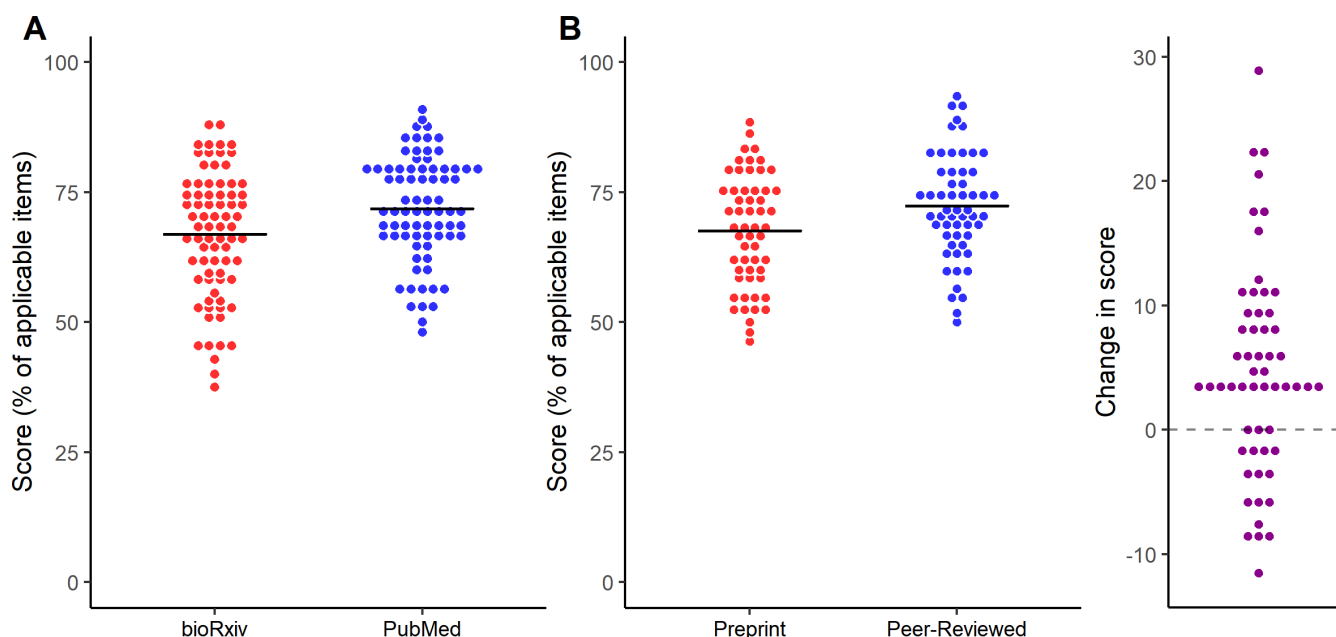 A
Score (% of applicable items)
100
75
50
25
0
bioRxiv
PubMed
B
Score (% of applicable items)
100
75
50
25
0
Preprint
Peer-Reviewed
Change in score
30
20
10
0
-10